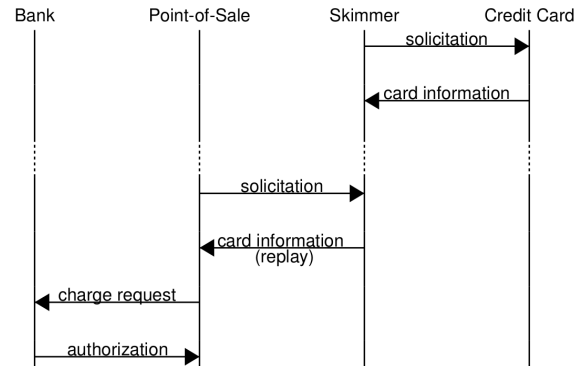 Bank Point-of-Sale Skimmer Credit Card
solicitation
card information
solicitation
card information
(replay)
charge request
authorization